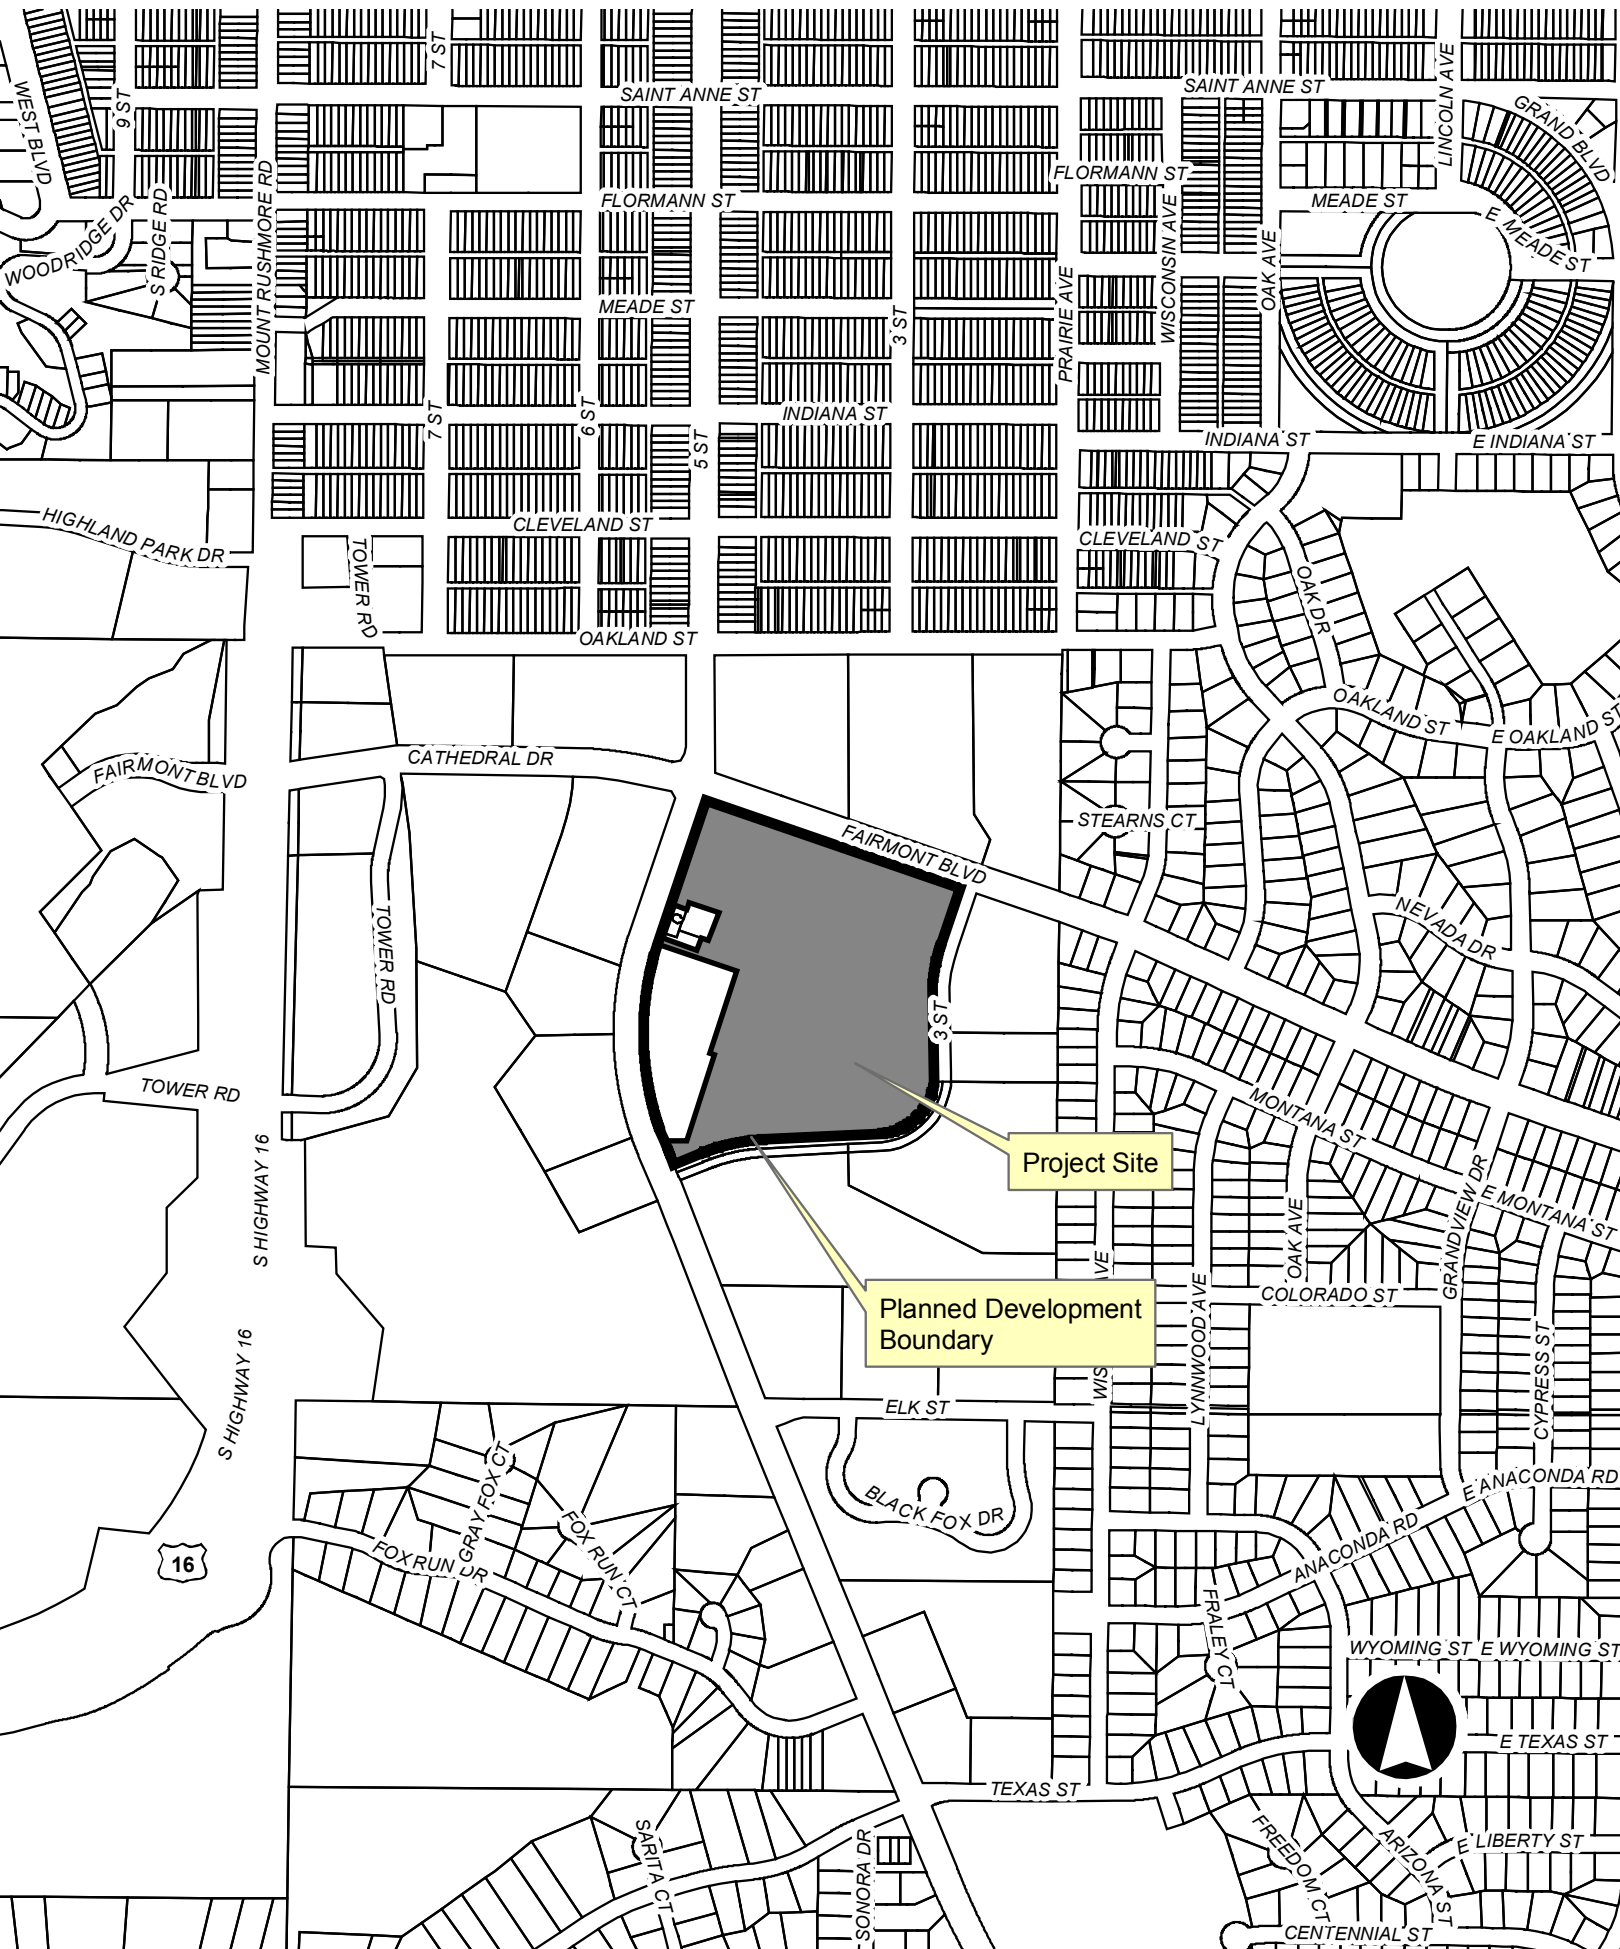 7 ST
WEST BLVD
9 ST
SAINT ANNE ST
SAINT ANNE ST
LINCOLN AVE
GRAND BLVD
WOODRIDGE DR
S RIDGE RD
MOUNT RUSHMORE RD
FLORMANN ST
FLORMANN ST
WISCONSIN AVE
MEADE ST
E MEADE ST
OAK AVE
MEADE ST
3 ST
PRAIRIE AVE
7 ST
6 ST
5 ST
INDIANA ST
INDIANA ST
E INDIANA ST
HIGHLAND PARK DR
CLEVELAND ST
CLEVELAND ST
TOWER RD
OAK DR
OAKLAND ST
OAKLAND ST
E OAKLAND ST
FAIRMONT BLVD
CATHEDRAL DR
STEARNS CT
FAIRMONT BLVD
TOWER RD
NEVADA DR
3 ST
TOWER RD
MONTANA ST
Project Site
S HIGHWAY 16
OAK AVE
GRANDVIEW DR
E MONTANA ST
Planned Development
Boundary
WIS
AVE
LYNNWOOD AVE
COLORADO ST
S HIGHWAY 16
CYPRESS ST
ELK ST
GRAY FOX CT
BLACK FOX DR
E ANACONDA RD
FOX RUN DR
FOX RUN CT
ANACONDA RD
16
FRALEY CT
WYOMING ST
E WYOMING ST
E TEXAS ST
TEXAS ST
SARITA CT
SONORA DR
FREEDOM CT
ARIZONA ST
E LIBERTY ST
CENTENNIAL ST